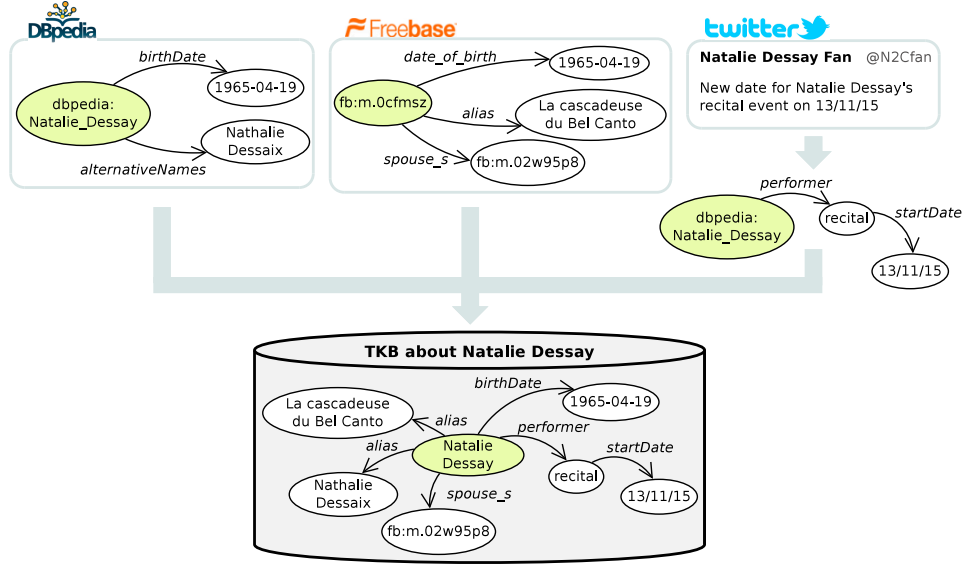 DBpedia
birthDate
1965-04-19
dbpedia:
Natalie_Dessay
Nathalie
Dessaix
alternativeNames
Freebase
date_of_birth
1965-04-19
fb:m.0cfmsz
alias
La cascadeuse
du Bel Canto
spouse_s
fb:m.02w95p8
twitter
Natalie Dessay Fan @N2Cfan
New date for Natalie Dessay's
recital event on 13/11/15
performer
dbpedia:
Natalie_Dessay
recital
startDate
13/11/15
TKB about Natalie Dessay
La cascadeuse
du Bel Canto
alias
birthDate
1965-04-19
alias
Natalie
Dessay
performer
startDate
Nathalie
Dessaix
spouse_s
recital
13/11/15
fb:m.02w95p8